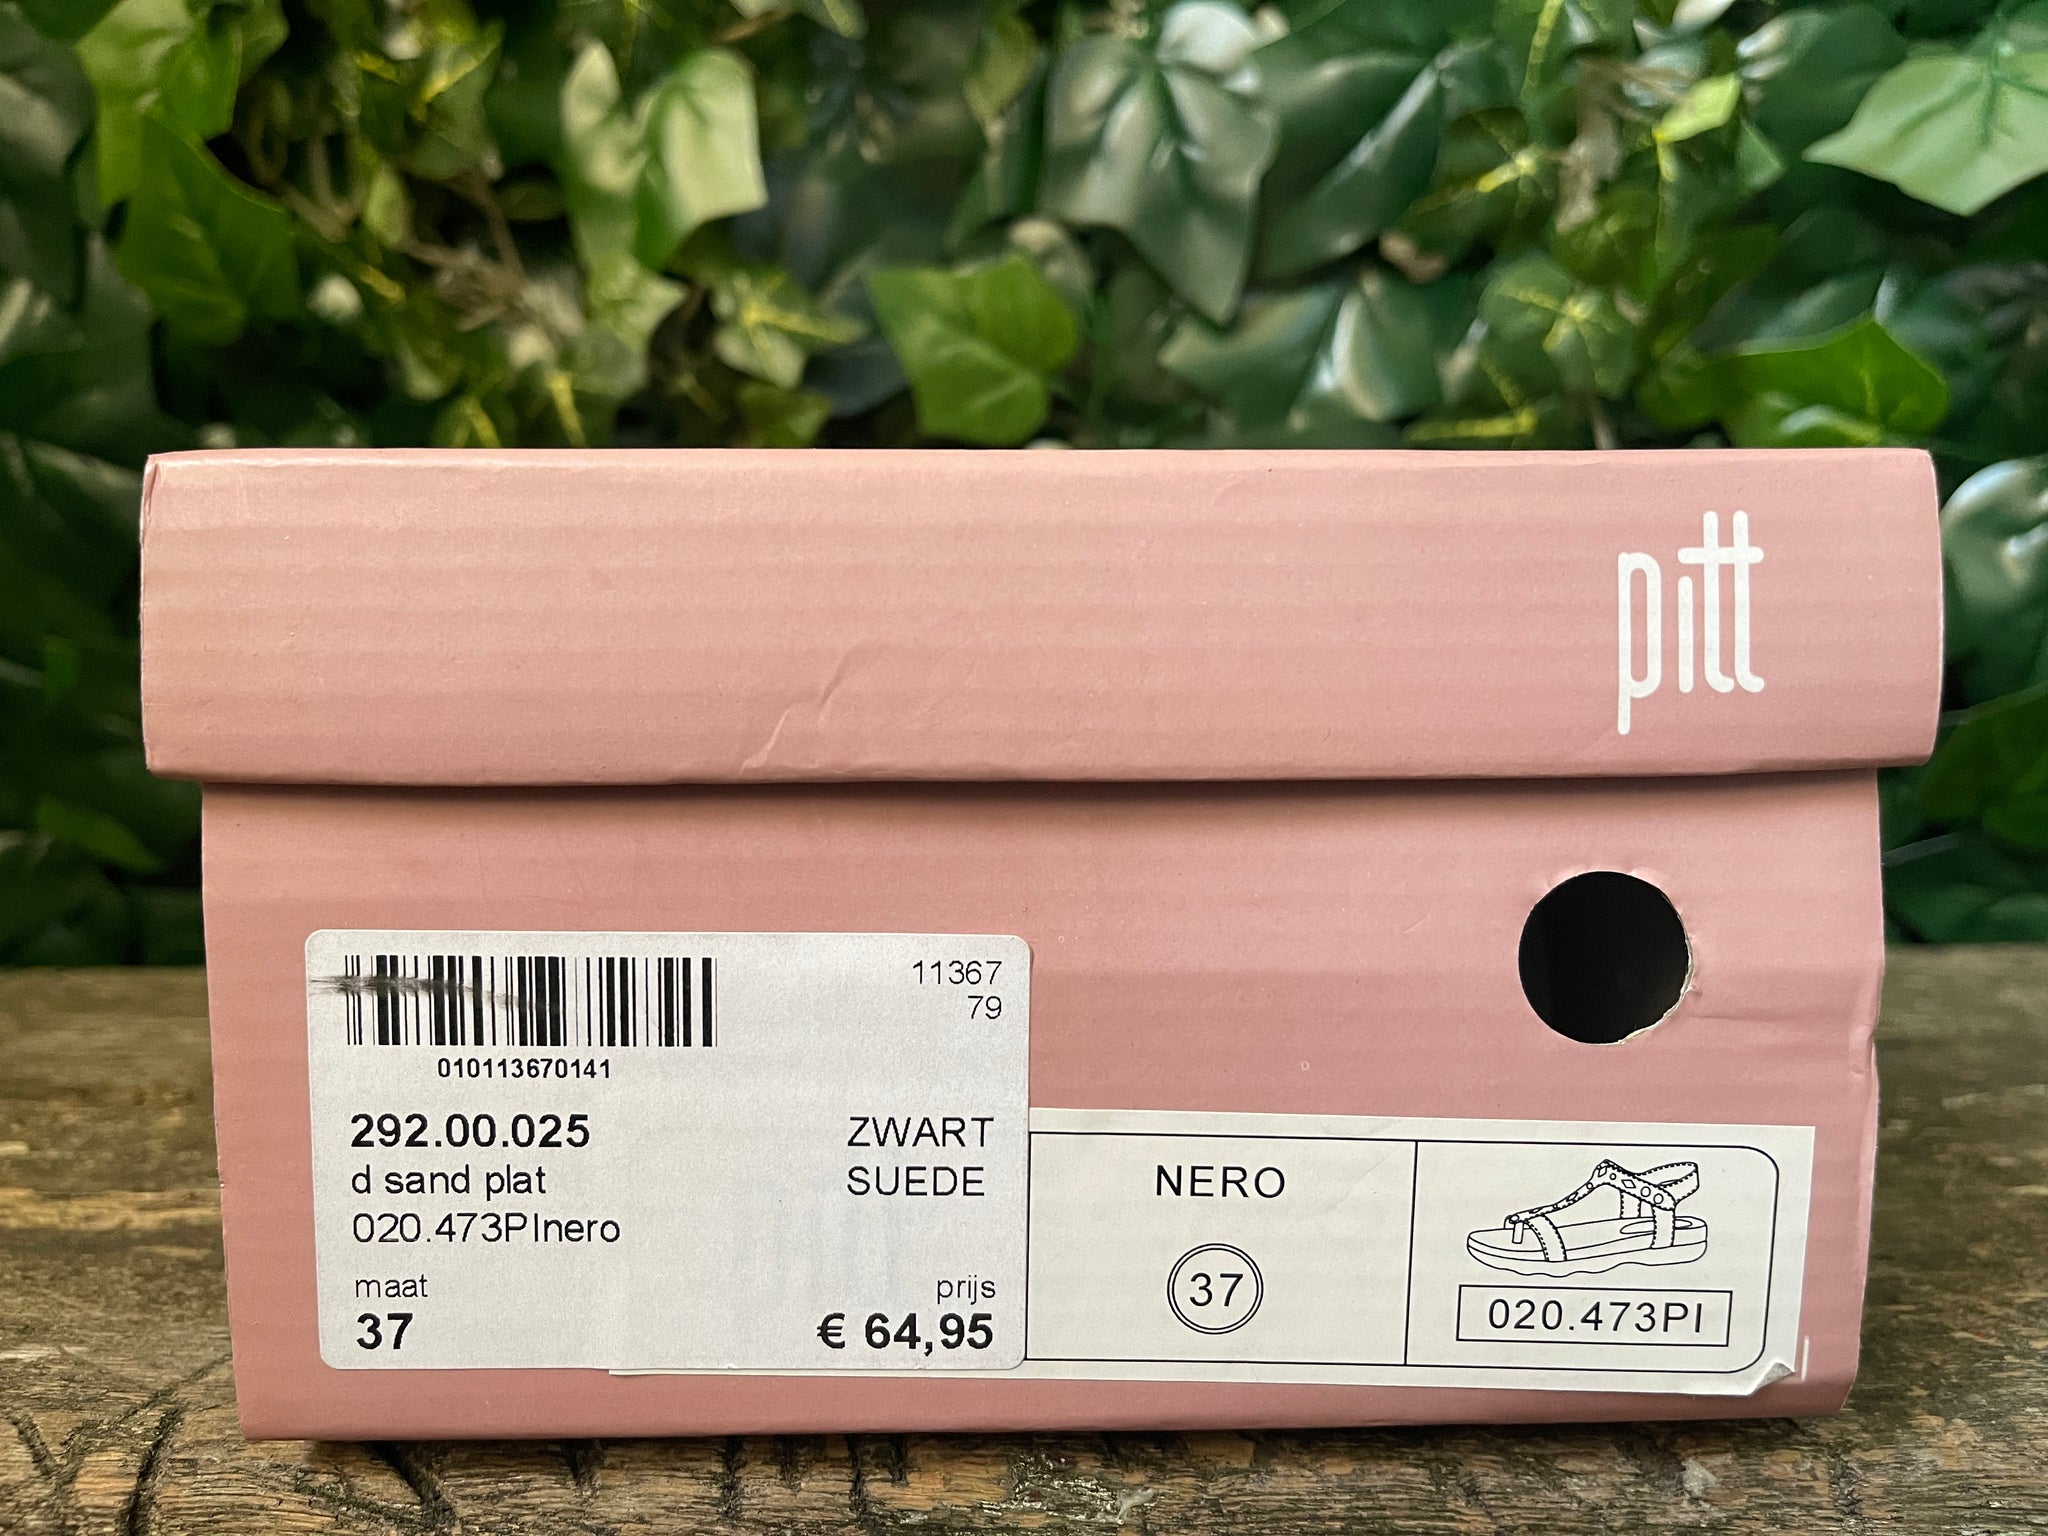 pitt
11367
79
010113670141
292.00.025 ZWART
d sand plat SUEDE
020.473PInero
maat prijs
37 € 64,95
NERO
37
020.473PI